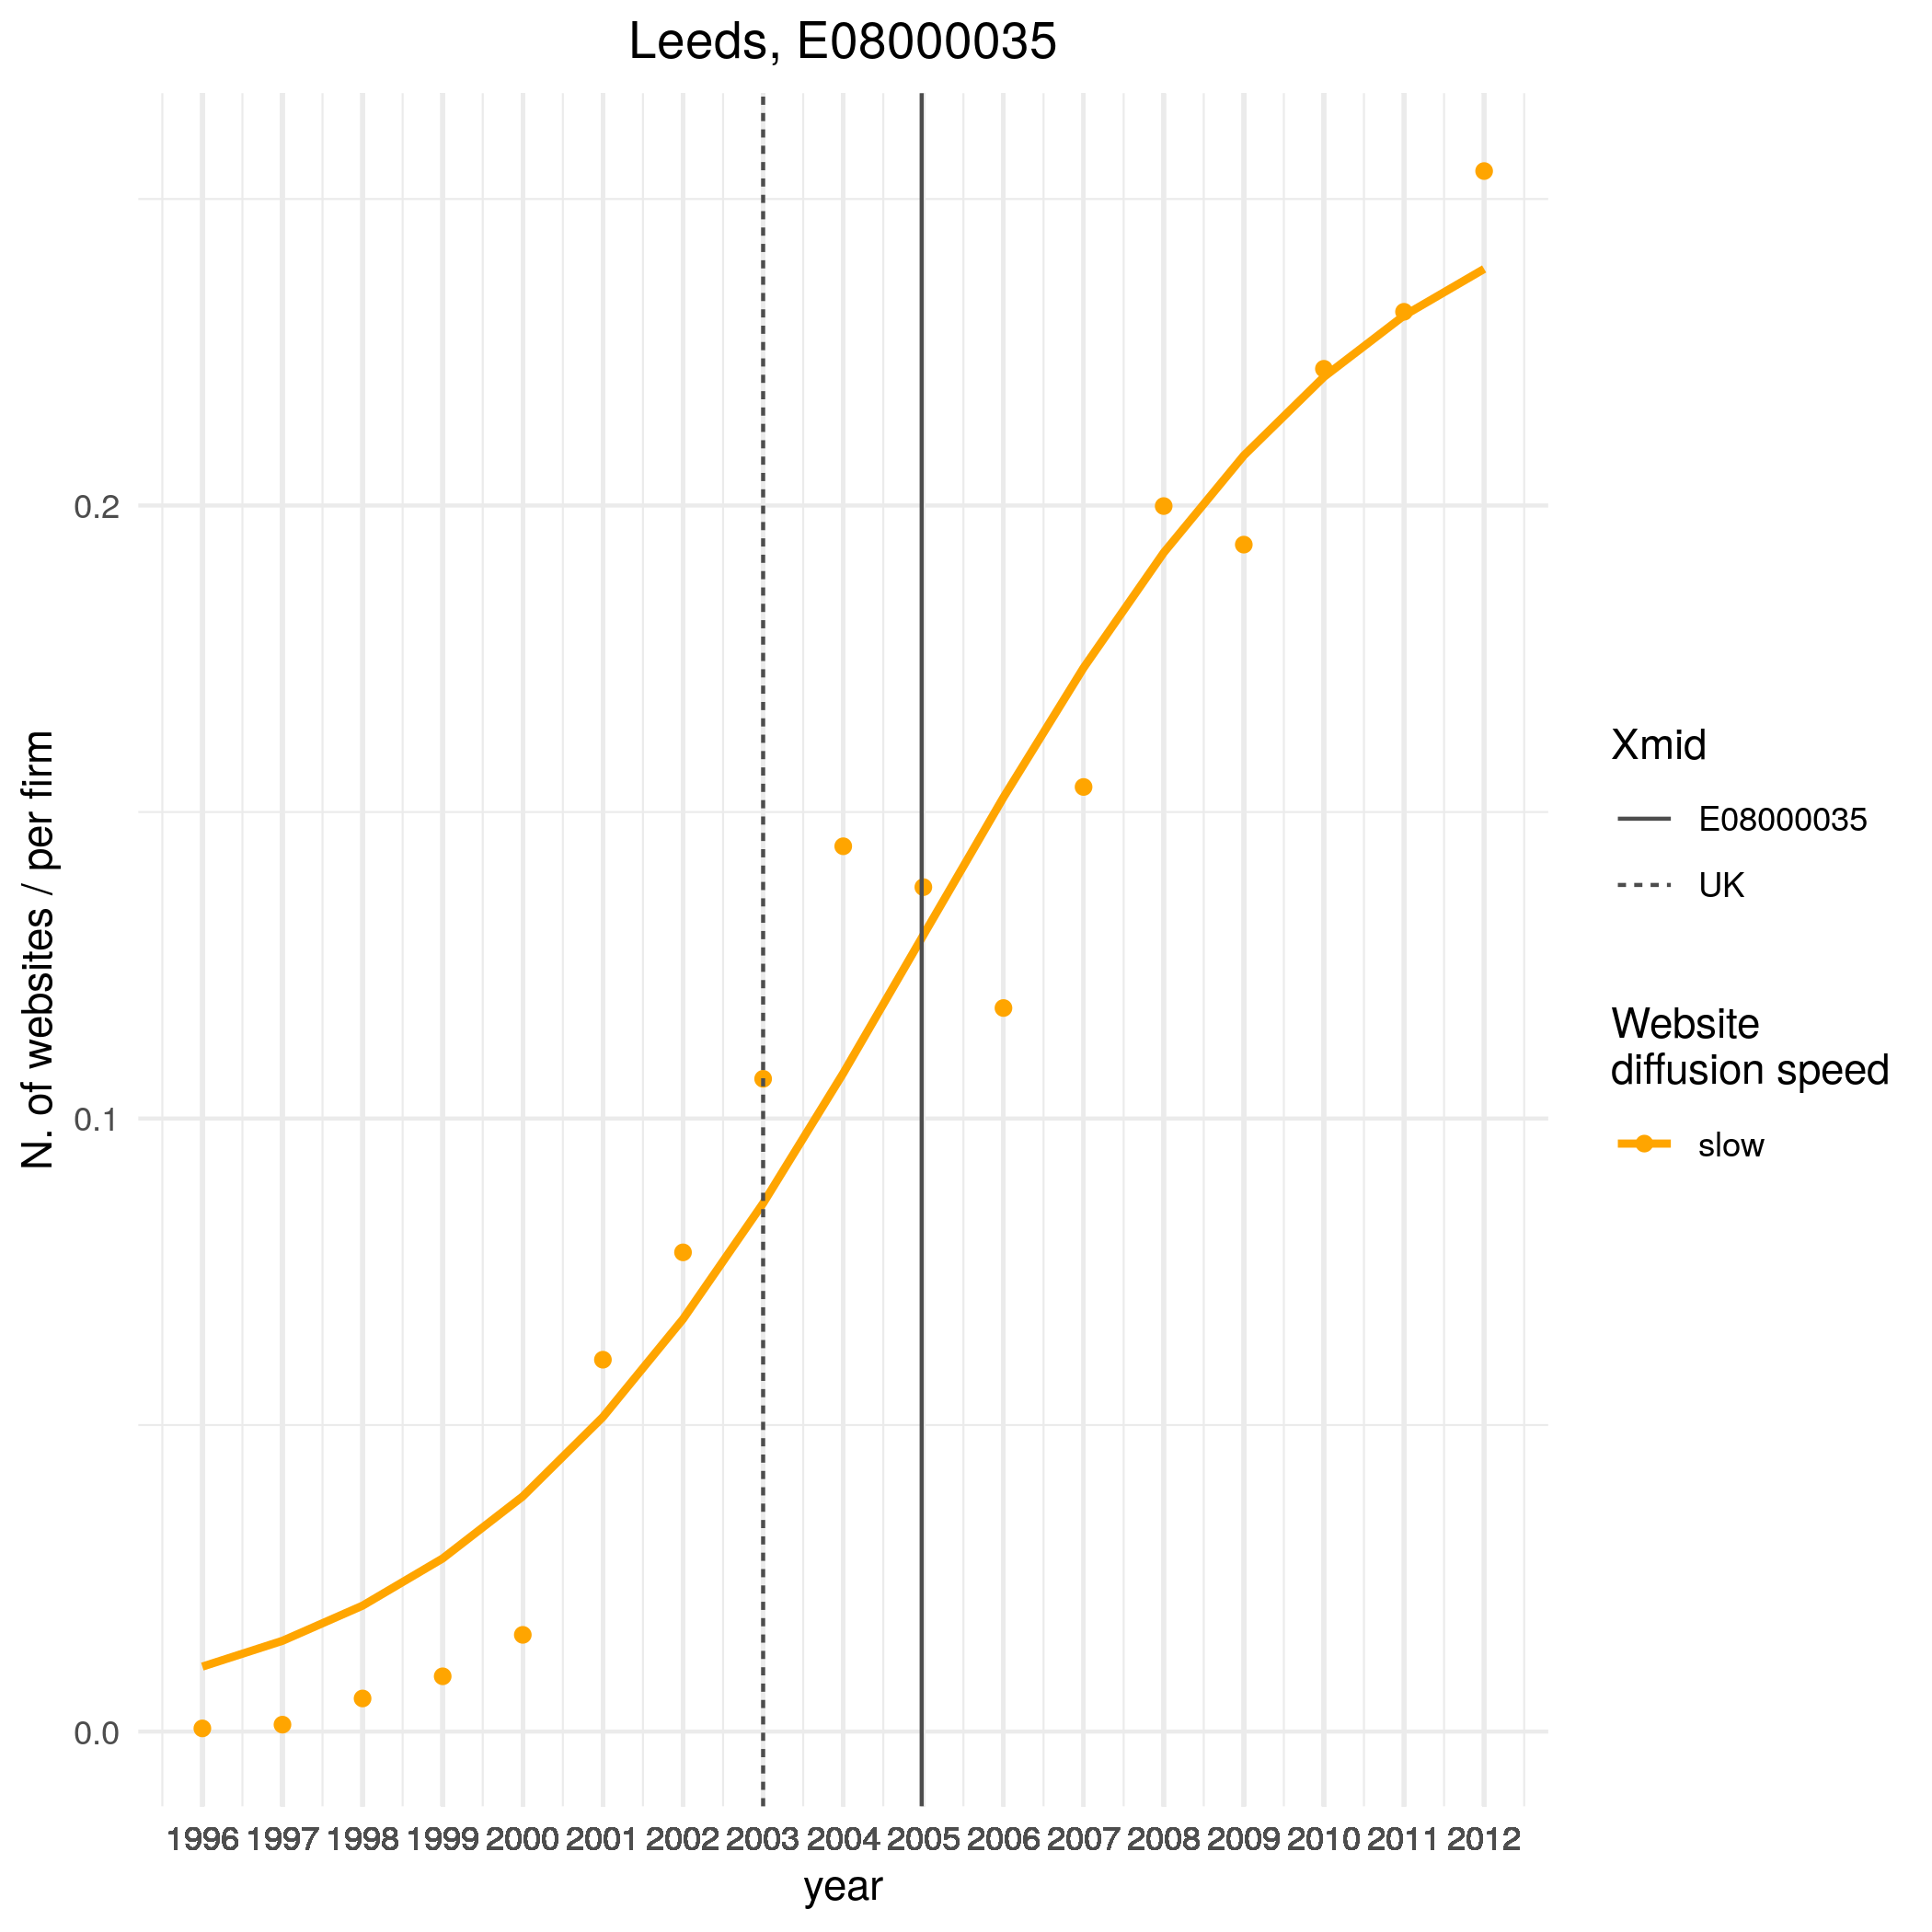 Leeds, E08000035
N. of websites / per firm
0.2
0.1
0.0
1996 1997 1998 1999 2000 2001 2002 2003 2004 2005 2006 2007 2008 2009 2010 2011 2012
year
Xmid
E08000035
UK
Website
diffusion speed
slow